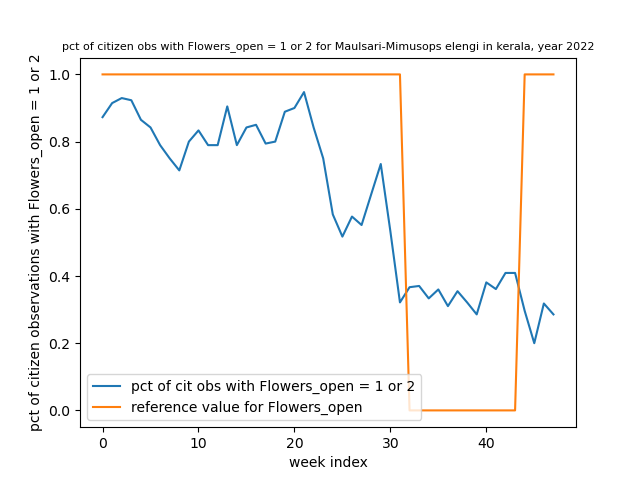 pct of citizen obs with Flowers_open = 1 or 2 for Maulsari-Mimusops elengi in kerala, year 2022
pct of citizen observations with Flowers_open = 1 or 2
1.0
0.8
0.6
0.4
0.2
0.0
pct of cit obs with Flowers_open = 1 or 2
reference value for Flowers_open
0 10 20 30 40
week index